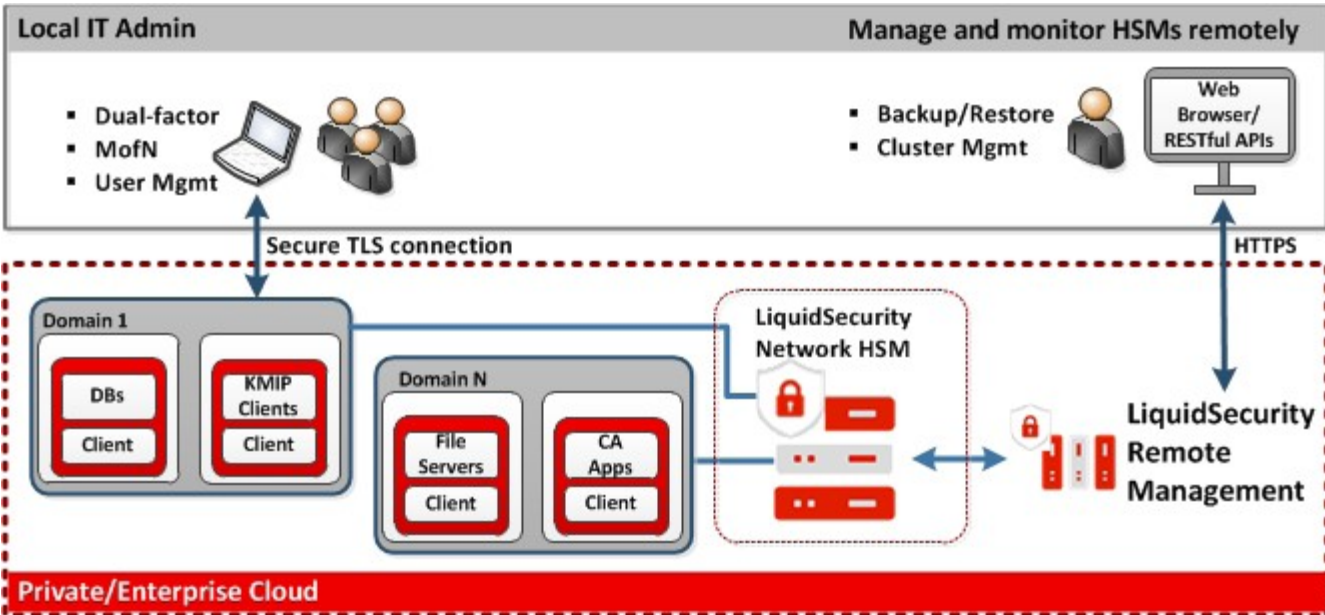 Local IT Admin
Manage and monitor HSMs remotely
▪ Dual-factor
▪ MofN
▪ User Mgmt
▪ Backup/Restore
▪ Cluster Mgmt
Web
Browser/
RESTful APIs
Secure TLS connection
HTTPS
Domain 1
DBs
Client
KMIP
Clients
Client
Domain N
File
Servers
Client
CA
Apps
Client
LiquidSecurity
Network HSM
LiquidSecurity
Remote
Management
Private/Enterprise Cloud